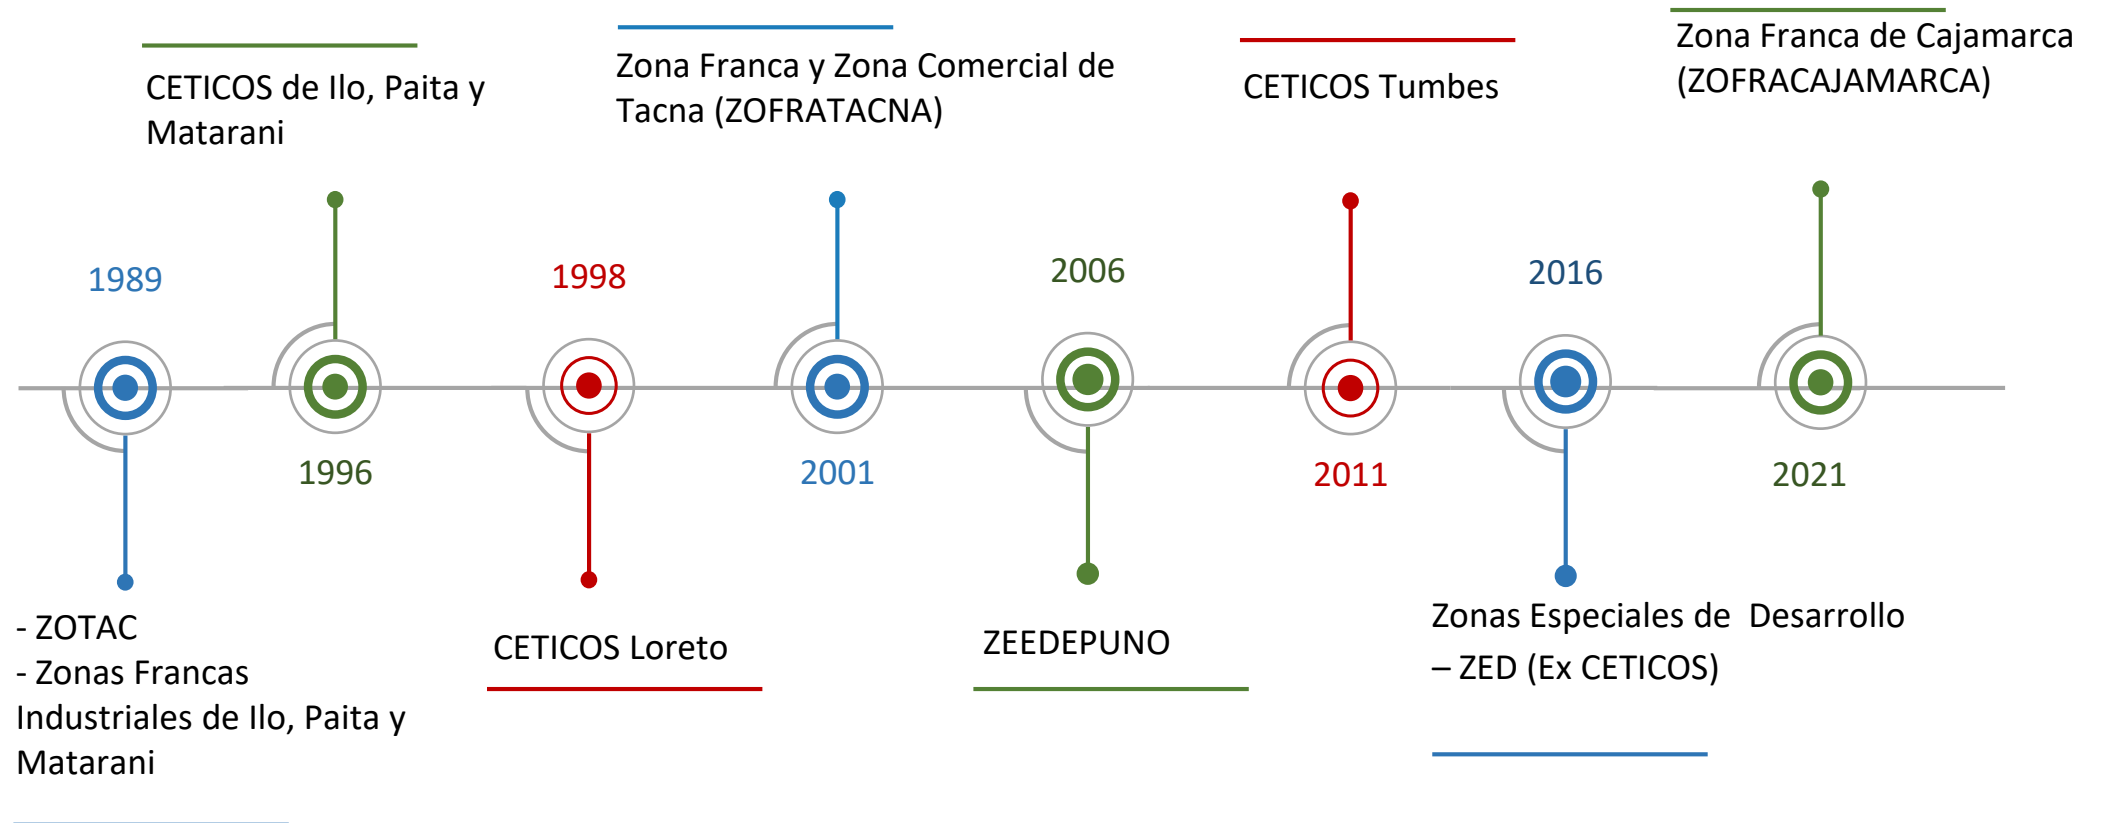 CETICOS de Ilo, Paita y
Matarani
Zona Franca y Zona Comercial de
Tacna (ZOFRATACNA)
CETICOS Tumbes
Zona Franca de Cajamarca
(ZOFRACAJAMARCA)
1989
1998
2006
2016
1996
2001
2011
2021
- ZOTAC
- Zonas Francas
Industriales de Ilo, Paita y
Matarani
CETICOS Loreto
ZEEDEPUNO
Zonas Especiales de Desarrollo
– ZED (Ex CETICOS)